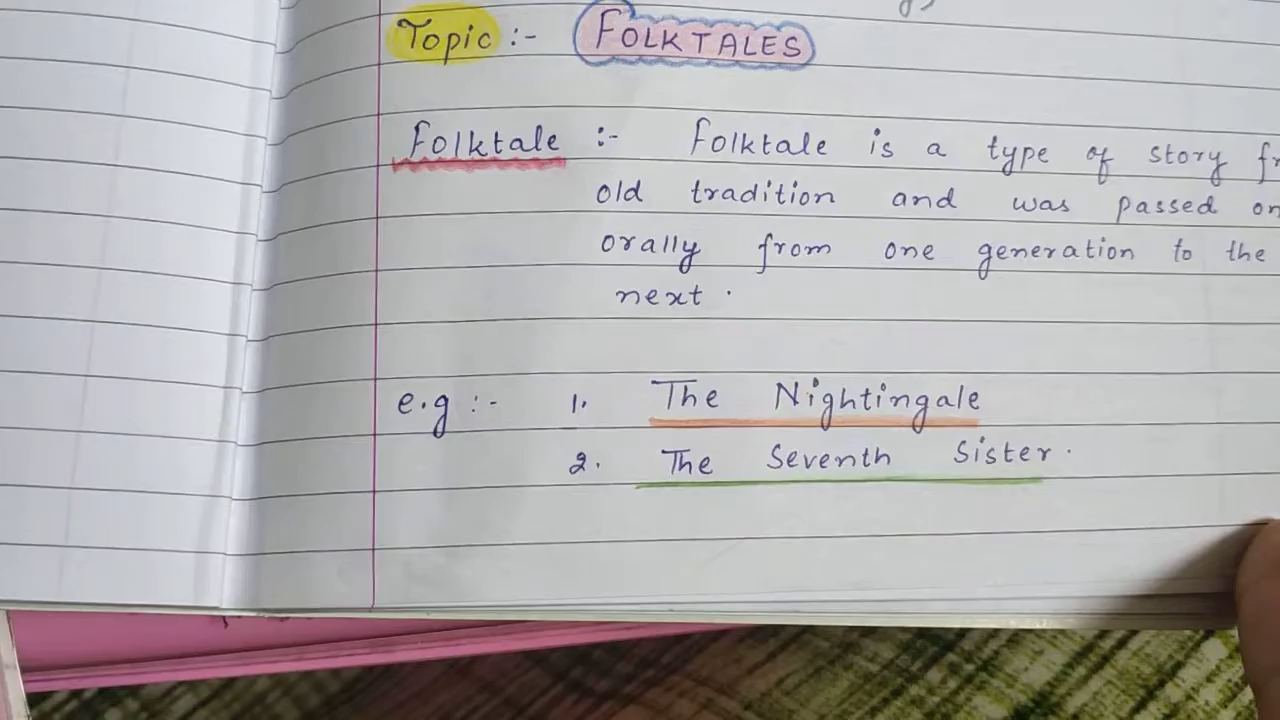 Topic :- FOLKTALES
Folktale :- Folktale is a type of story
old tradition and was passed on
orally from one generation to the
next .
e.g :- 1. The Nightingale
2. The Seventh Sister .